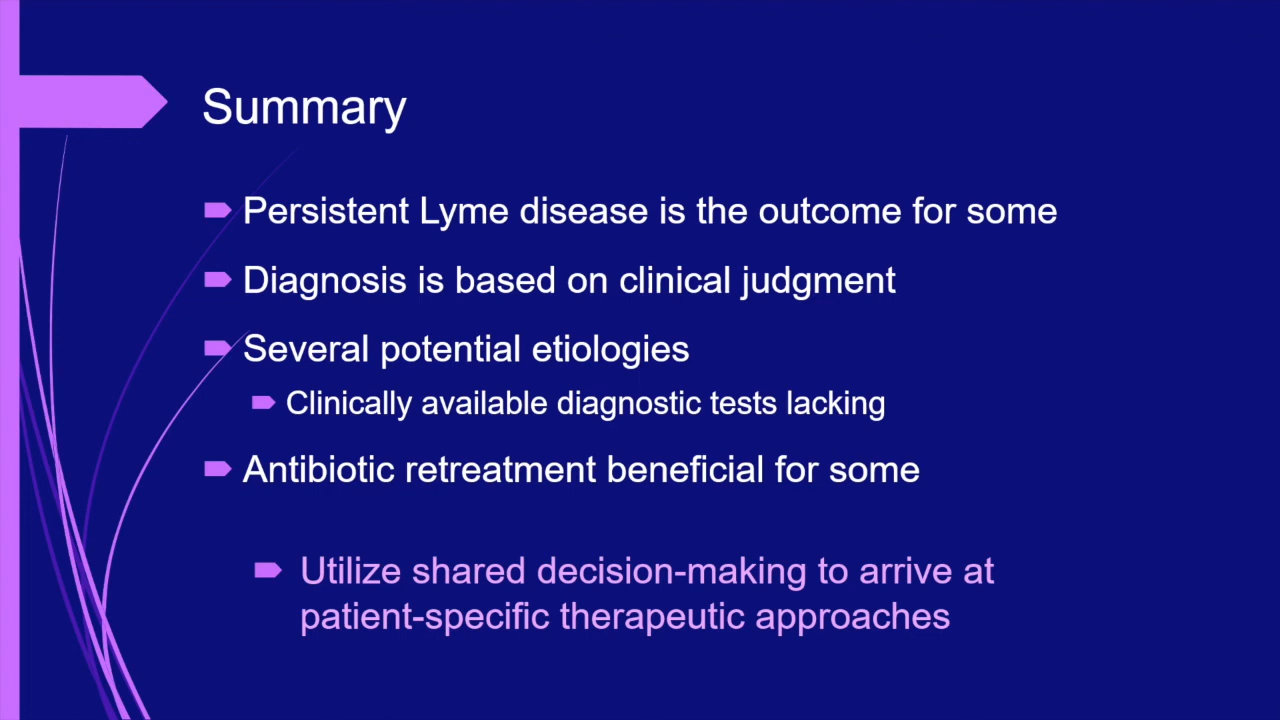 Summary
Persistent Lyme disease is the outcome for some
Diagnosis is based on clinical judgment
Several potential etiologies
Clinically available diagnostic tests lacking
Antibiotic retreatment beneficial for some
Utilize shared decision-making to arrive at
patient-specific therapeutic approaches